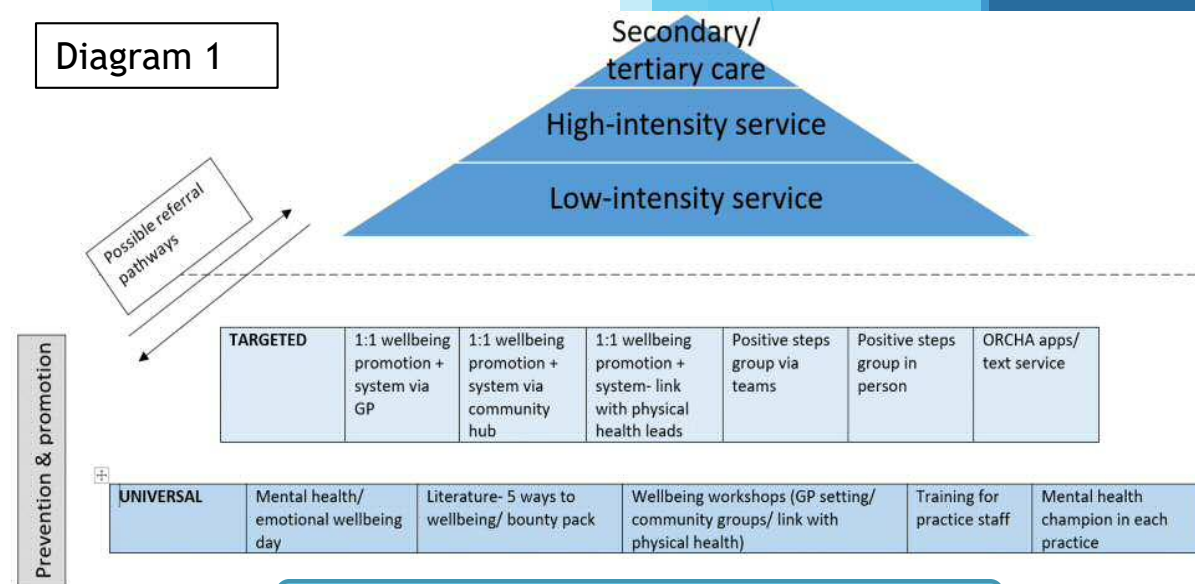 Diagram 1
Secondary/
tertiary care
High-intensity service
Low-intensity service
Possible referral
pathways
Prevention & promotion
TARGETED
1:1 wellbeing
promotion +
system via
GP
1:1 wellbeing
promotion +
system via
community
hub
1:1 wellbeing
promotion +
system- link
with physical
health leads
Positive steps
group via
teams
Positive steps
group in
person
ORCHA apps/
text service
UNIVERSAL
Mental health/
emotional wellbeing
day
Literature- 5 ways to
wellbeing/ bounty pack
Wellbeing workshops (GP setting/
community groups/ link with
physical health)
Training for
practice staff
Mental health
champion in each
practice